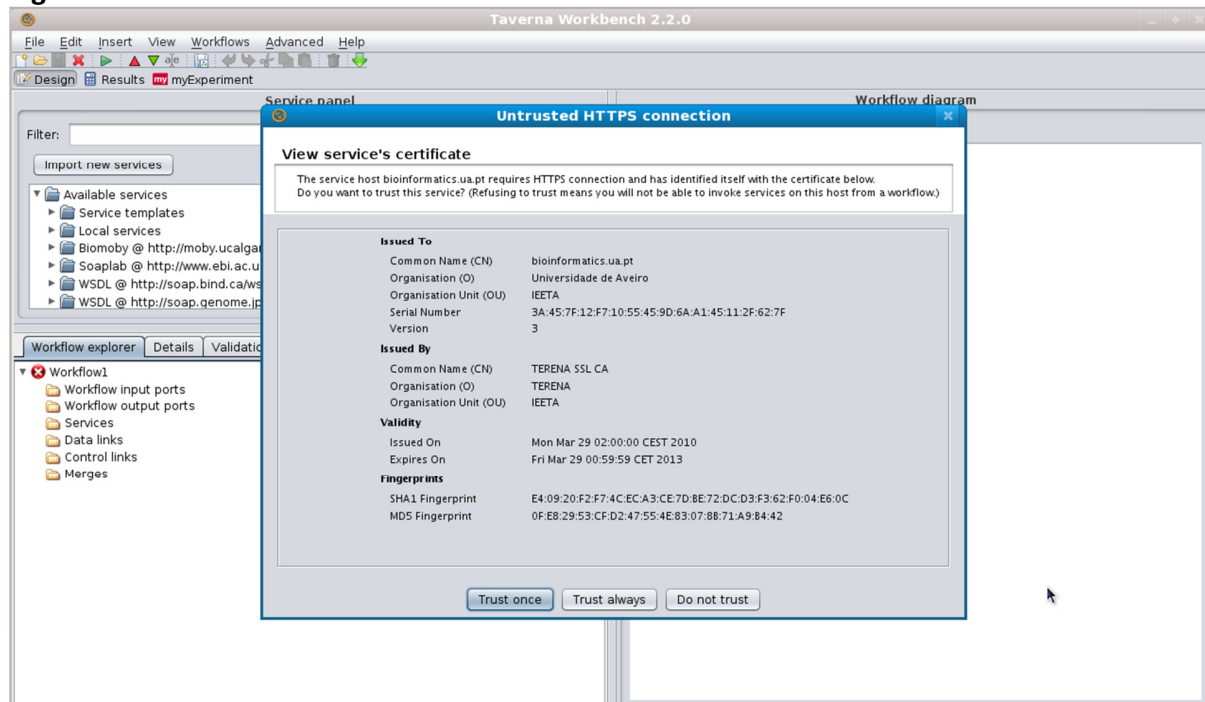 Taverna Workbench 2.2.0
File Edit Insert View Workflows Advanced Help
Design Results my myExperiment
Service panel
Workflow diagram
Filter:
Import new services
Available services
Service templates
Local services
Biomoby @ http://moby.ucalga
Soaplab @ http://www.ebi.ac.u
WSDL @ http://soap.bind.ca/ws
WSDL @ http://soap.genome.jp
Workflow explorer Details Validatio
Workflow1
Workflow input ports
Workflow output ports
Services
Data links
Control links
Merges
Untrusted HTTPS connection
View service's certificate
The service host bioinformatics.ua.pt requires HTTPS connection and has identified itself with the certificate below.
Do you want to trust this service? (Refusing to trust means you will not be able to invoke services on this host from a workflow.)
Issued To
Common Name (CN) bioinformatics.ua.pt
Organisation (O) Universidade de Aveiro
Organisation Unit (OU) IEETA
Serial Number 3A:45:7F:12:F7:10:55:45:9D:6A:A1:45:11:2F:62:7F
Version 3
Issued By
Common Name (CN) TERENA SSL CA
Organisation (O) TERENA
Organisation Unit (OU) IEETA
Validity
Issued On Mon Mar 29 02:00:00 CEST 2010
Expires On Fri Mar 29 00:59:59 CET 2013
Fingerprints
SHA1 Fingerprint E4:09:20:F2:F7:4C:EC:A3:CE:7D:BE:72:DC:D3:F3:62:F0:04:E6:0C
MD5 Fingerprint 0F:E8:29:53:CF:D2:47:55:4E:83:07:8B:71:A9:B4:42
Trust once Trust always Do not trust